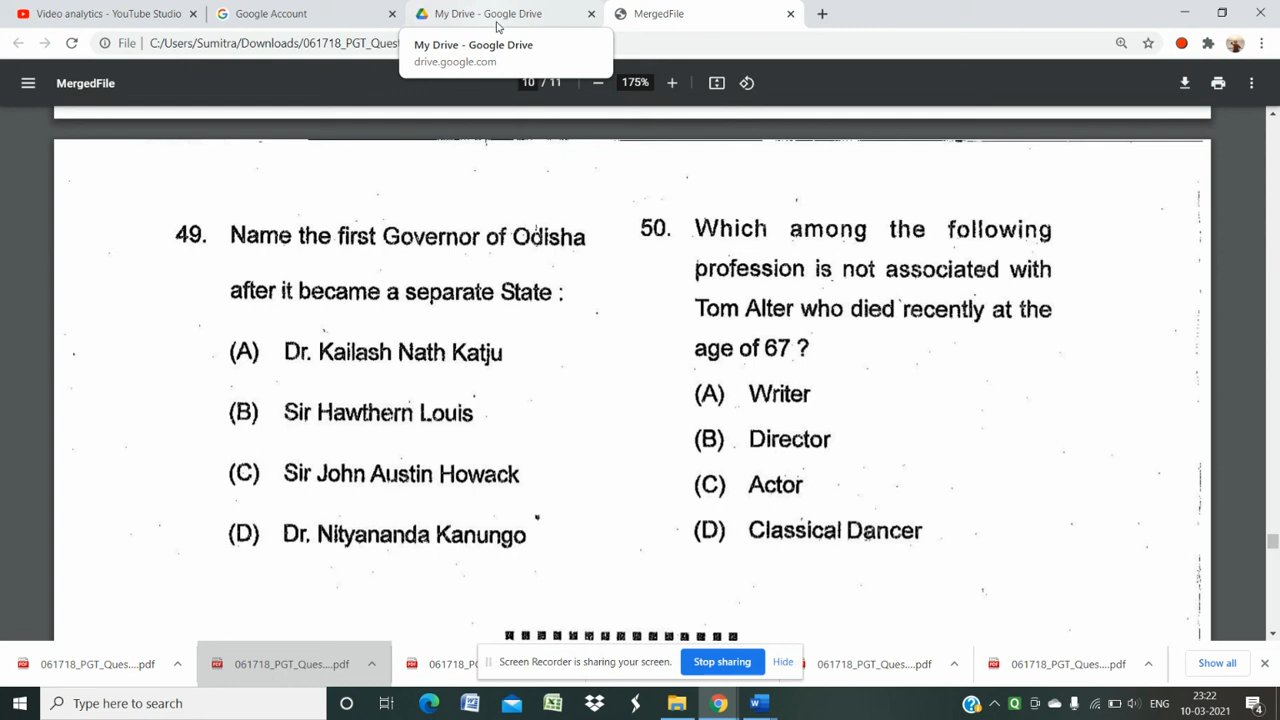 Video analytics - YouTube Studio
Google Account
My Drive - Google Drive
MergedFile
File
C:/Users/Sumitra/Downloads/061718_PGT_Quest
My Drive - Google Drive
drive.google.com
MergedFile
10 / 11
175%
49. Name the first Governor of Odisha
after it became a separate State :
(A) Dr. Kailash Nath Katju
(B) Sir Hawthern Louis
(C) Sir John Austin Howack
(D) Dr. Nityananda Kanungo
50. Which among the following
profession is not associated with
Tom Alter who died recently at the
age of 67 ?
(A) Writer
(B) Director
(C) Actor
(D) Classical Dancer
061718_PGT_Ques....pdf
061718_PGT_Ques....pdf
061718_PG
Screen Recorder is sharing your screen.
Stop sharing
Hide
061718_PGT_Ques....pdf
061718_PGT_Ques....pdf
Show all
Type here to search
ENG
23:22
10-03-2021
4